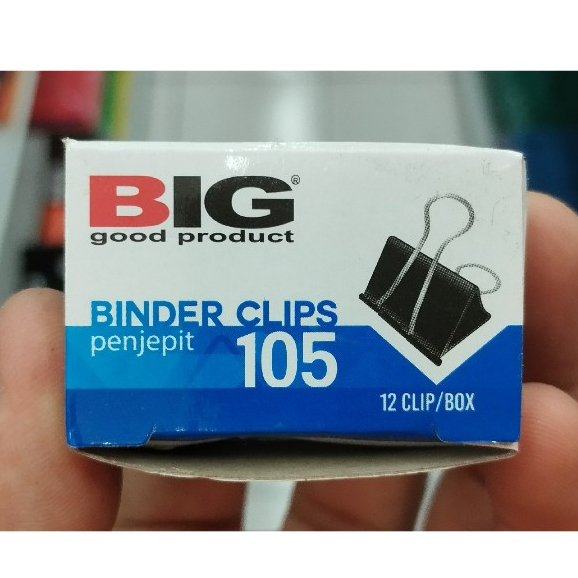 BIG®
good product
BINDER CLIPS
penjepit
105
12 CLIP/BOX